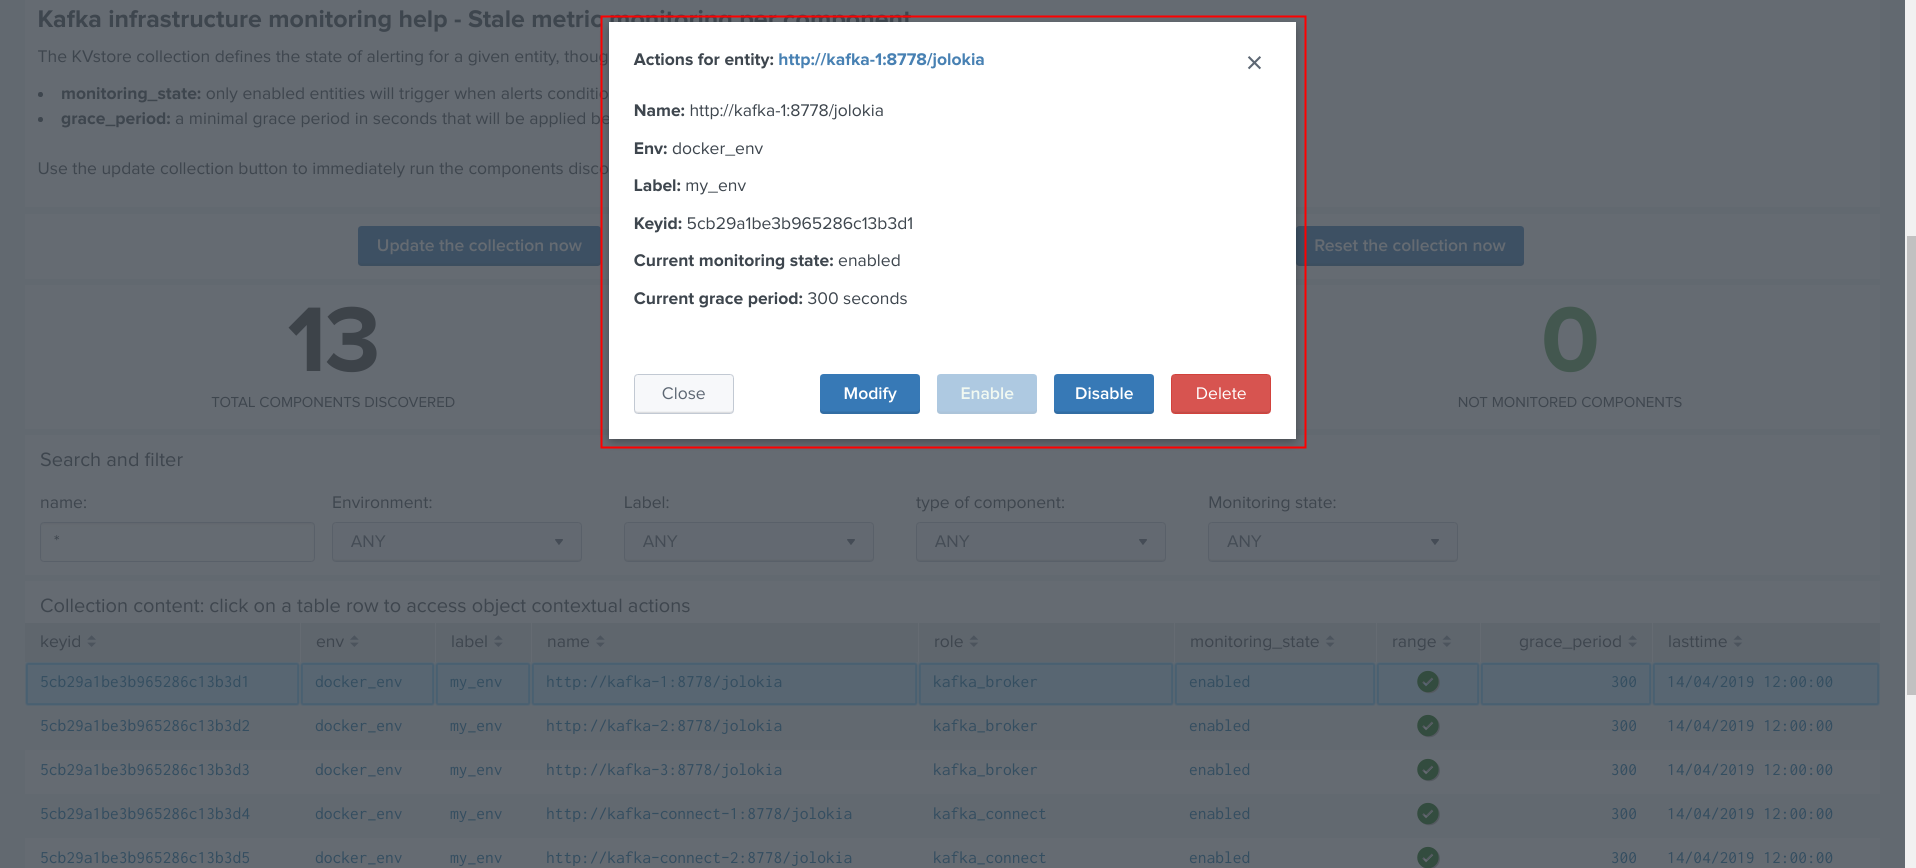 Kafka infrastructure monitoring help - Stale metric monitoring per component
The KVstore collection defines the state of alerting for a given entity, thoug
• monitoring_state: only enabled entities will trigger when alerts conditio
• grace_period: a minimal grace period in seconds that will be applied be
Use the update collection button to immediately run the components disco
Actions for entity: http://kafka-1:8778/jolokia
Name: http://kafka-1:8778/jolokia
Env: docker_env
Label: my_env
Keyid: 5cb29a1be3b965286c13b3d1
Current monitoring state: enabled
Current grace period: 300 seconds
Close Modify Enable Disable Delete
Update the collection now Reset the collection now
13 0
TOTAL COMPONENTS DISCOVERED NOT MONITORED COMPONENTS
Search and filter
name: Environment: Label: type of component: Monitoring state:
* ANY ANY ANY ANY
Collection content: click on a table row to access object contextual actions
keyid env label name role monitoring_state range grace_period lasttime
5cb29a1be3b965286c13b3d1 docker_env my_env http://kafka-1:8778/jolokia kafka_broker enabled 300 14/04/2019 12:00:00
5cb29a1be3b965286c13b3d2 docker_env my_env http://kafka-2:8778/jolokia kafka_broker enabled 300 14/04/2019 12:00:00
5cb29a1be3b965286c13b3d3 docker_env my_env http://kafka-3:8778/jolokia kafka_broker enabled 300 14/04/2019 12:00:00
5cb29a1be3b965286c13b3d4 docker_env my_env http://kafka-connect-1:8778/jolokia kafka_connect enabled 300 14/04/2019 12:00:00
5cb29a1be3b965286c13b3d5 docker_env my_env http://kafka-connect-2:8778/jolokia kafka_connect enabled 300 14/04/2019 12:00:00